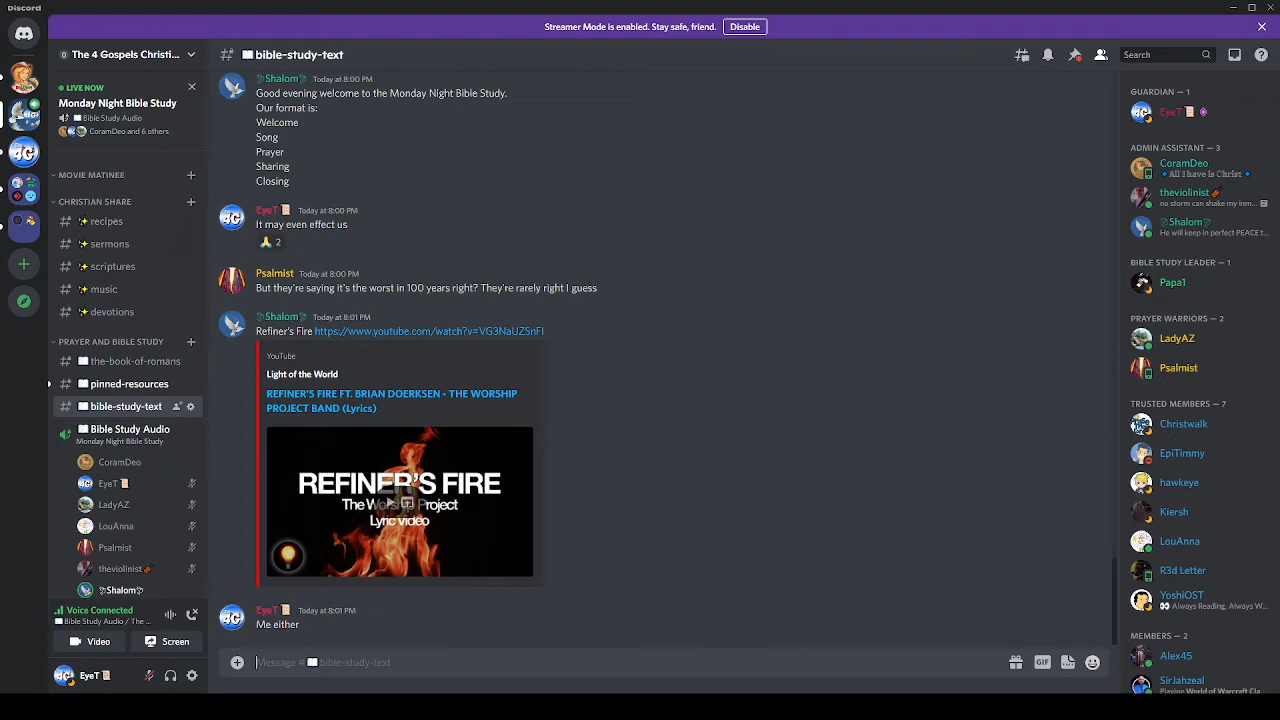 Discord
Streamer Mode is enabled. Stay safe, friend.
Disable
The 4 Gospels Christi...
LIVE NOW
Monday Night Bible Study
Bible Study Audio
CoramDeo and 6 others
MOVIE MATINEE
CHRISTIAN SHARE
# ✨recipes
# ✨sermons
# ✨scriptures
# ✨music
# ✨devotions
PRAYER AND BIBLE STUDY
# 📖the-book-of-romans
# 📖pinned-resources
# 📖bible-study-text
📖Bible Study Audio
Monday Night Bible Study
CoramDeo
EyeT📜
LadyAZ
LouAnna
Psalmist
theviolinist
🕊Shalom🕊
Voice Connected
📖Bible Study Audio / The ...
Video
Screen
EyeT📜
# 📖bible-study-text
Search
🕊Shalom🕊 Today at 8:00 PM
Good evening welcome to the Monday Night Bible Study.
Our format is:
Welcome
Song
Prayer
Sharing
Closing
EyeT📜 Today at 8:00 PM
It may even effect us
🙏 2
Psalmist Today at 8:00 PM
But they're saying it's the worst in 100 years right? They're rarely right I guess
🕊Shalom🕊 Today at 8:01 PM
Refiner's Fire https://www.youtube.com/watch?v=VG3NaUZSnFI
YouTube
Light of the World
REFINER'S FIRE FT. BRIAN DOERKSEN - THE WORSHIP
PROJECT BAND (Lyrics)
REFINER'S FIRE
The Worship Project
Lyric video
EyeT📜 Today at 8:01 PM
Me either
Message #📖bible-study-text
GIF
GUARDIAN — 1
EyeT📜
ADMIN ASSISTANT — 3
CoramDeo
🔹All I have is Christ🔹
theviolinist
no storm can shake my inm...
🕊Shalom🕊
He will keep in perfect PEACE t...
BIBLE STUDY LEADER — 1
Papa1
PRAYER WARRIORS — 2
LadyAZ
Psalmist
TRUSTED MEMBERS — 7
Christwalk
EpiTimmy
hawkeye
Kiersh
LouAnna
R3d Letter
YoshiOST
👀 Always Reading, Always W...
MEMBERS — 2
Alex45
SirJahzeal
Playing World of Warcraft Cla...